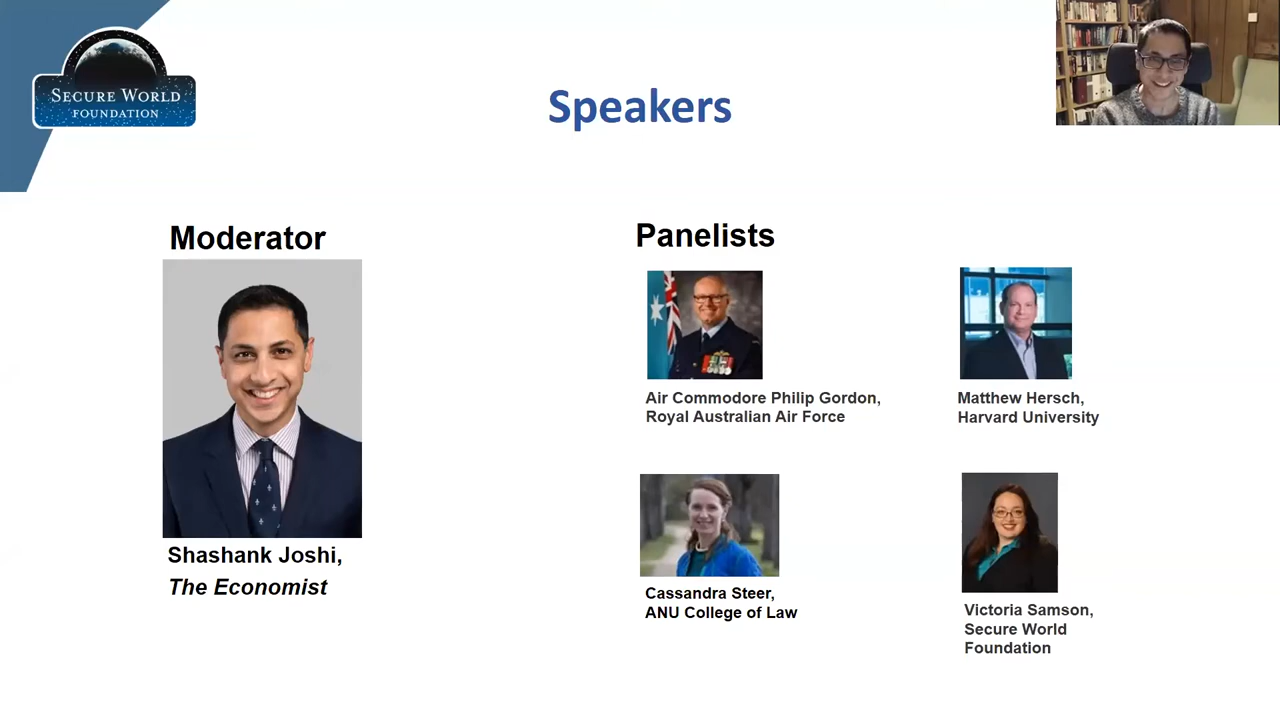 SECURE WORLD
FOUNDATION
Speakers
Moderator
Shashank Joshi,
The Economist
Panelists
Air Commodore Philip Gordon,
Royal Australian Air Force
Matthew Hersch,
Harvard University
Cassandra Steer,
ANU College of Law
Victoria Samson,
Secure World
Foundation